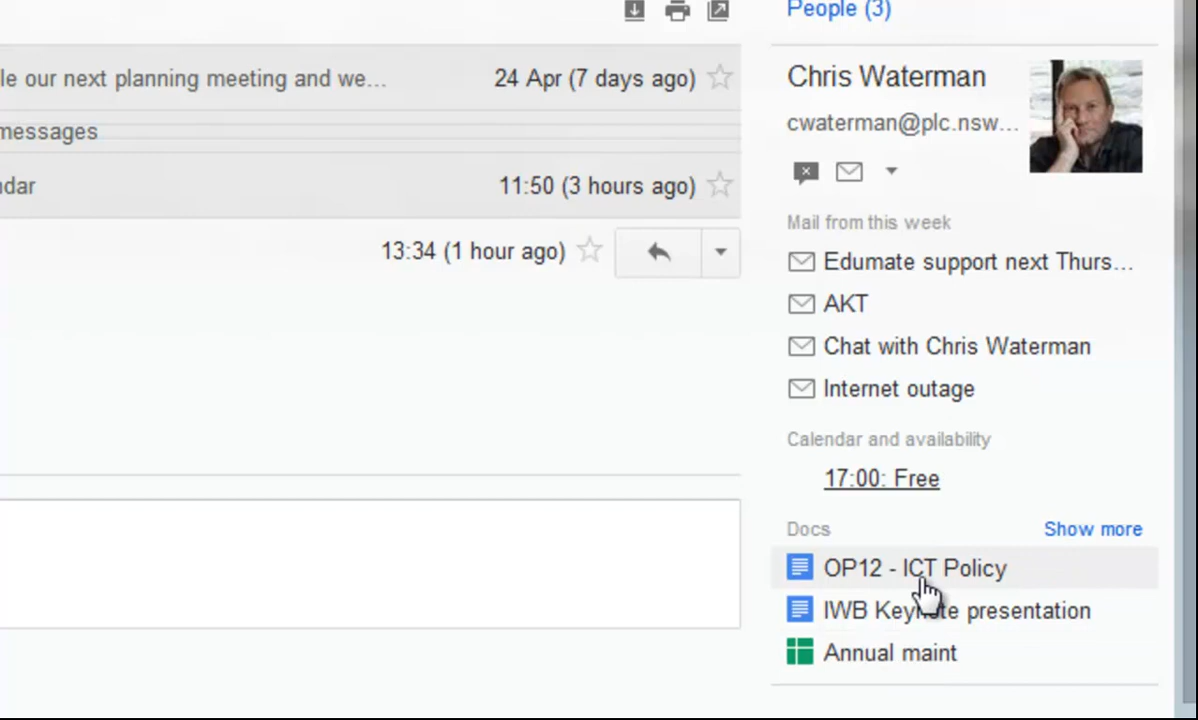 People (3)
le our next planning meeting and we...
24 Apr (7 days ago)
messages
ndar
11:50 (3 hours ago)
13:34 (1 hour ago)
Chris Waterman
cwaterman@plc.nsw...
Mail from this week
Edumate support next Thurs...
AKT
Chat with Chris Waterman
Internet outage
Calendar and availability
17:00: Free
Docs
Show more
OP12 - ICT Policy
IWB Keynote presentation
Annual maint